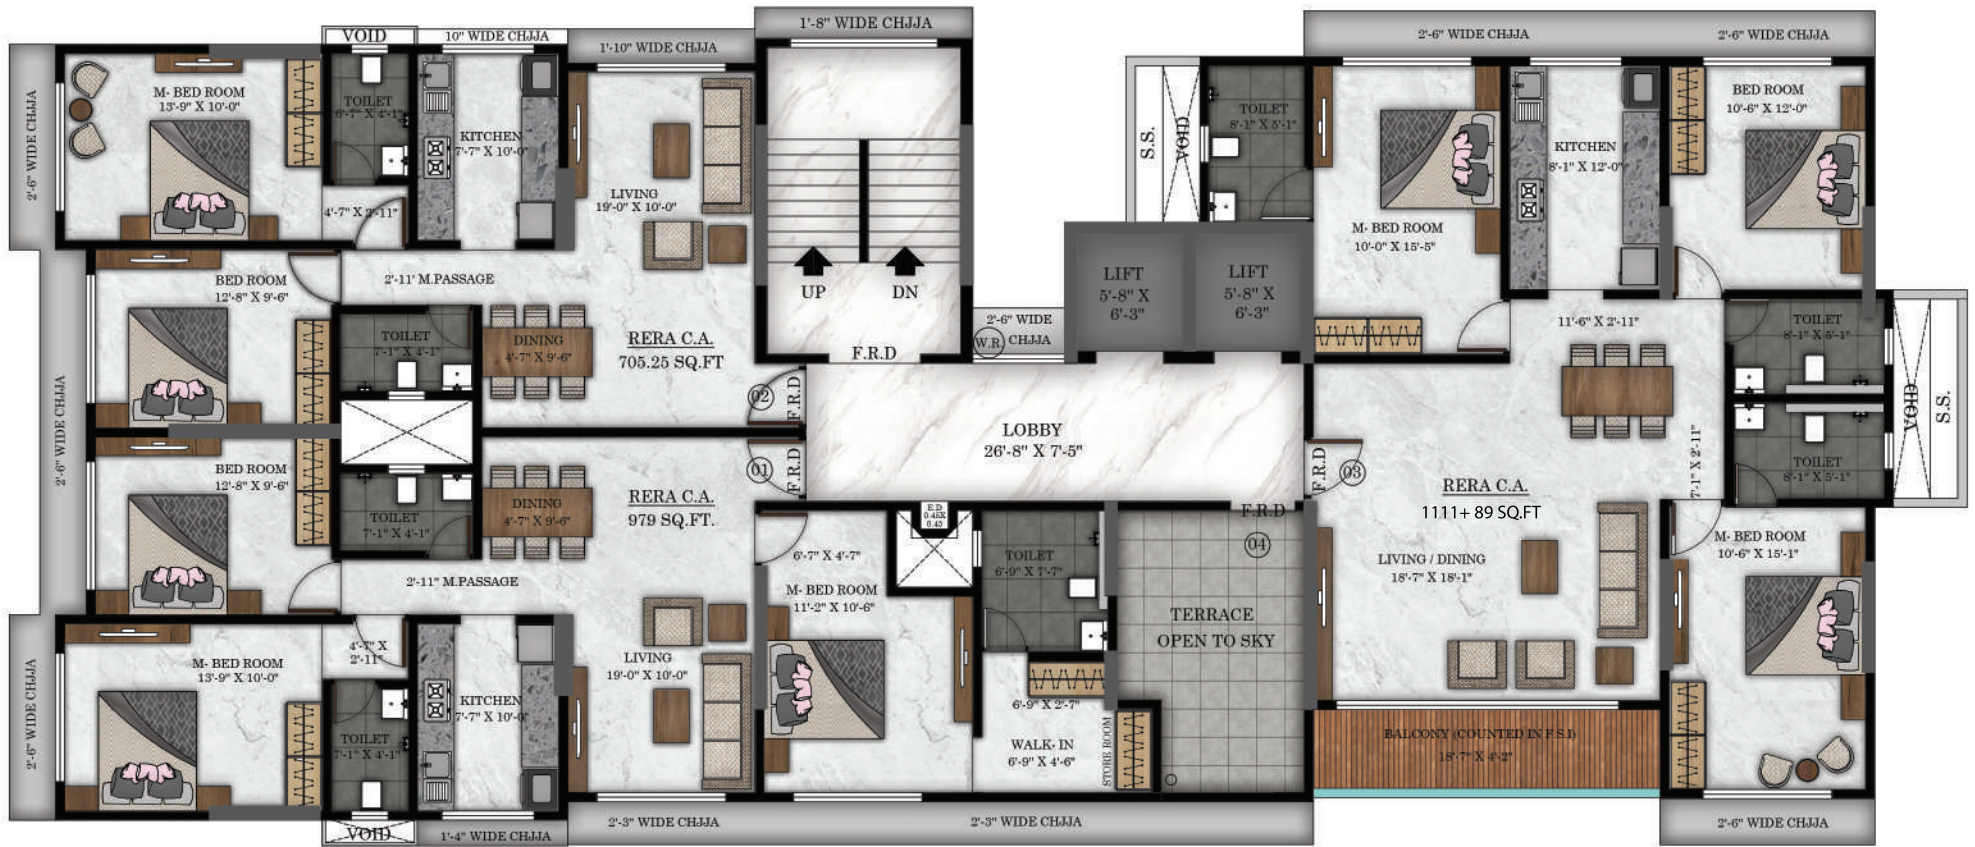 VOID
10" WIDE CHJJA
1'-10" WIDE CHJJA
1'-8" WIDE CHJJA
2'-6" WIDE CHJJA
2'-6" WIDE CHJJA
2'-6" WIDE CHJJA
M- BED ROOM
13'-9" X 10'-0"
TOILET
6'-7" X 4'-1"
KITCHEN
7'-7" X 10'-0"
4'-7" X 2'-11"
LIVING
19'-0" X 10'-0"
UP
DN
S.S.
VOID
TOILET
8'-1" X 5'-1"
M- BED ROOM
10'-0" X 15'-5"
KITCHEN
8'-1" X 12'-0"
BED ROOM
10'-6" X 12'-0"
LIFT
5'-8" X
6'-3"
LIFT
5'-8" X
6'-3"
2'-6" WIDE
CHJJA
W.R.
F.R.D
2'-11' M.PASSAGE
BED ROOM
12'-8" X 9'-6"
TOILET
7'-1" X 4'-1"
DINING
4'-7" X 9'-6"
RERA C.A.
705.25 SQ.FT
02
F.R.D
11'-6" X 2'-11"
TOILET
8'-1" X 5'-1"
VOID
S.S.
2'-6" WIDE CHJJA
LOBBY
26'-8" X 7'-5"
01
F.R.D
F.R.D
03
7'-1" X 2'-11"
TOILET
8'-1" X 5'-1"
BED ROOM
12'-8" X 9'-6"
TOILET
7'-1" X 4'-1"
DINING
4'-7" X 9'-6"
RERA C.A.
979 SQ.FT.
RERA C.A.
1111+ 89 SQ.FT
E.D
0.45X
0.45
F.R.D
04
6'-7" X 4'-7"
M- BED ROOM
11'-2" X 10'-6"
TOILET
6'-9" X 7'-7"
LIVING / DINING
18'-7" X 18'-1"
M- BED ROOM
10'-6" X 15'-1"
2'-11" M.PASSAGE
TERRACE
OPEN TO SKY
4'-7" X
2'-11"
M- BED ROOM
13'-9" X 10'-0"
2'-6" WIDE CHJJA
LIVING
19'-0" X 10'-0"
KITCHEN
7'-7" X 10'-0
TOILET
7'-1" X 4'-1"
6'-9" X 2'-7"
WALK- IN
6'-9" X 4'-6"
STORE ROOM
BALCONY (COUNTED IN F.S.I)
18'-7" X 4'-2"
VOID
1'-4" WIDE CHJJA
2'-3" WIDE CHJJA
2'-3" WIDE CHJJA
2'-6" WIDE CHJJA